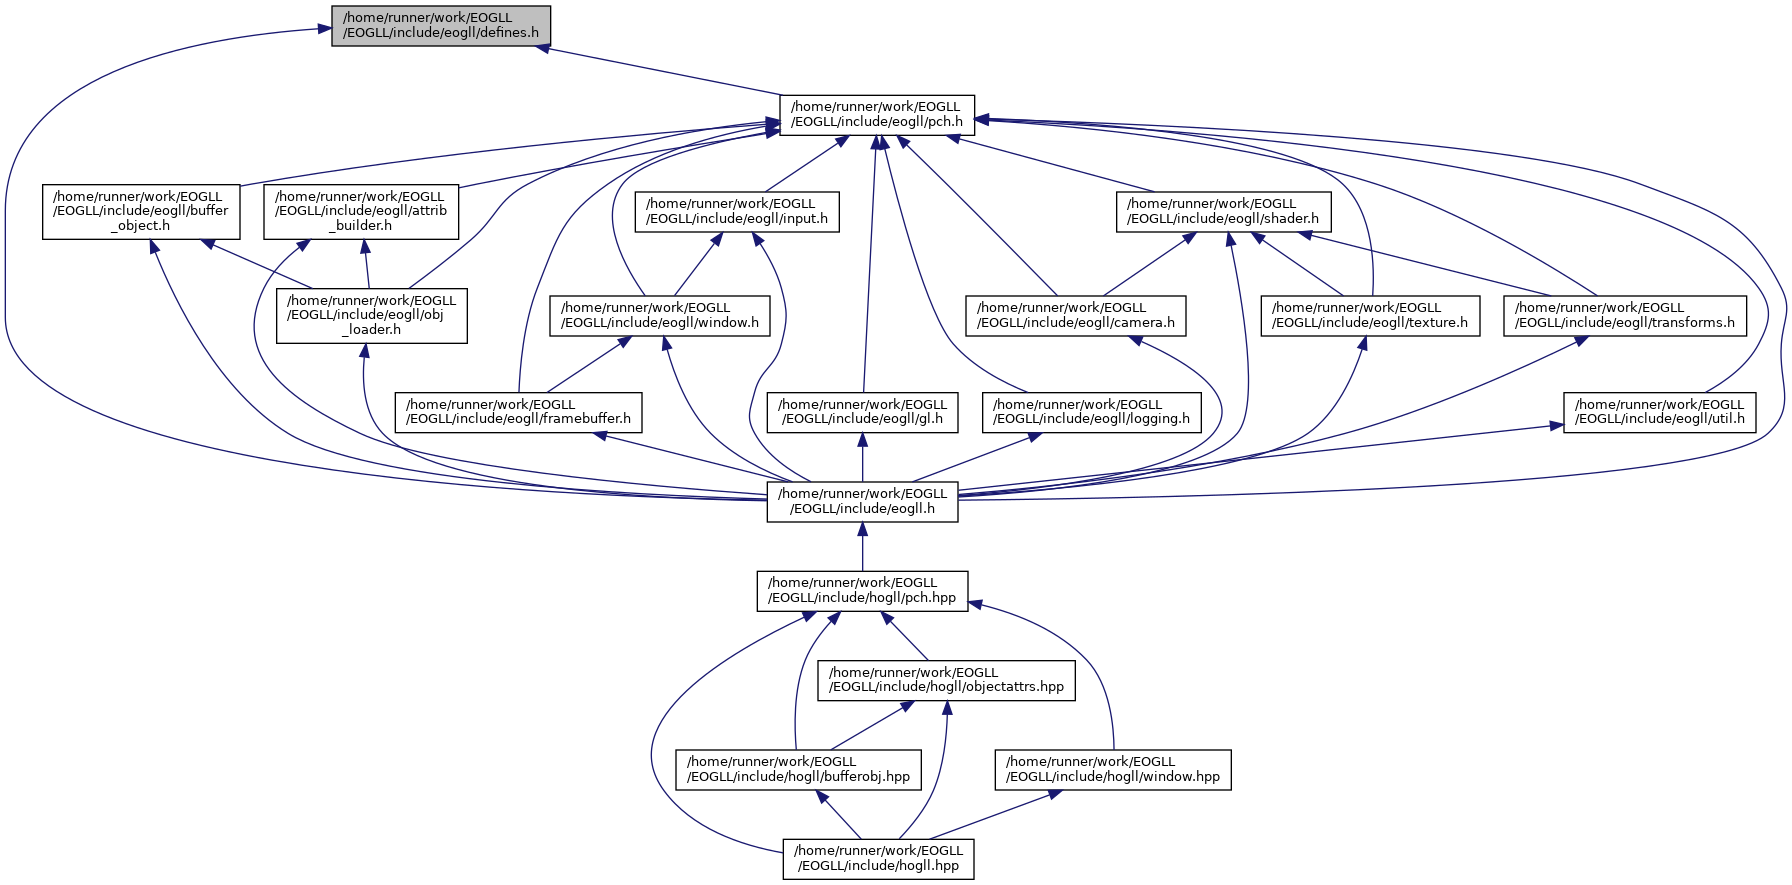 /home/runner/work/EOGLL
/EOGLL/include/eogll/defines.h
/home/runner/work/EOGLL
/EOGLL/include/eogll/pch.h
/home/runner/work/EOGLL
/EOGLL/include/eogll/buffer
_object.h
/home/runner/work/EOGLL
/EOGLL/include/eogll/attrib
_builder.h
/home/runner/work/EOGLL
/EOGLL/include/eogll/input.h
/home/runner/work/EOGLL
/EOGLL/include/eogll/shader.h
/home/runner/work/EOGLL
/EOGLL/include/eogll/obj
_loader.h
/home/runner/work/EOGLL
/EOGLL/include/eogll/window.h
/home/runner/work/EOGLL
/EOGLL/include/eogll/camera.h
/home/runner/work/EOGLL
/EOGLL/include/eogll/texture.h
/home/runner/work/EOGLL
/EOGLL/include/eogll/transforms.h
/home/runner/work/EOGLL
/EOGLL/include/eogll/framebuffer.h
/home/runner/work/EOGLL
/EOGLL/include/eogll/gl.h
/home/runner/work/EOGLL
/EOGLL/include/eogll/logging.h
/home/runner/work/EOGLL
/EOGLL/include/eogll/util.h
/home/runner/work/EOGLL
/EOGLL/include/eogll.h
/home/runner/work/EOGLL
/EOGLL/include/hogll/pch.hpp
/home/runner/work/EOGLL
/EOGLL/include/hogll/objectattrs.hpp
/home/runner/work/EOGLL
/EOGLL/include/hogll/bufferobj.hpp
/home/runner/work/EOGLL
/EOGLL/include/hogll/window.hpp
/home/runner/work/EOGLL
/EOGLL/include/hogll.hpp